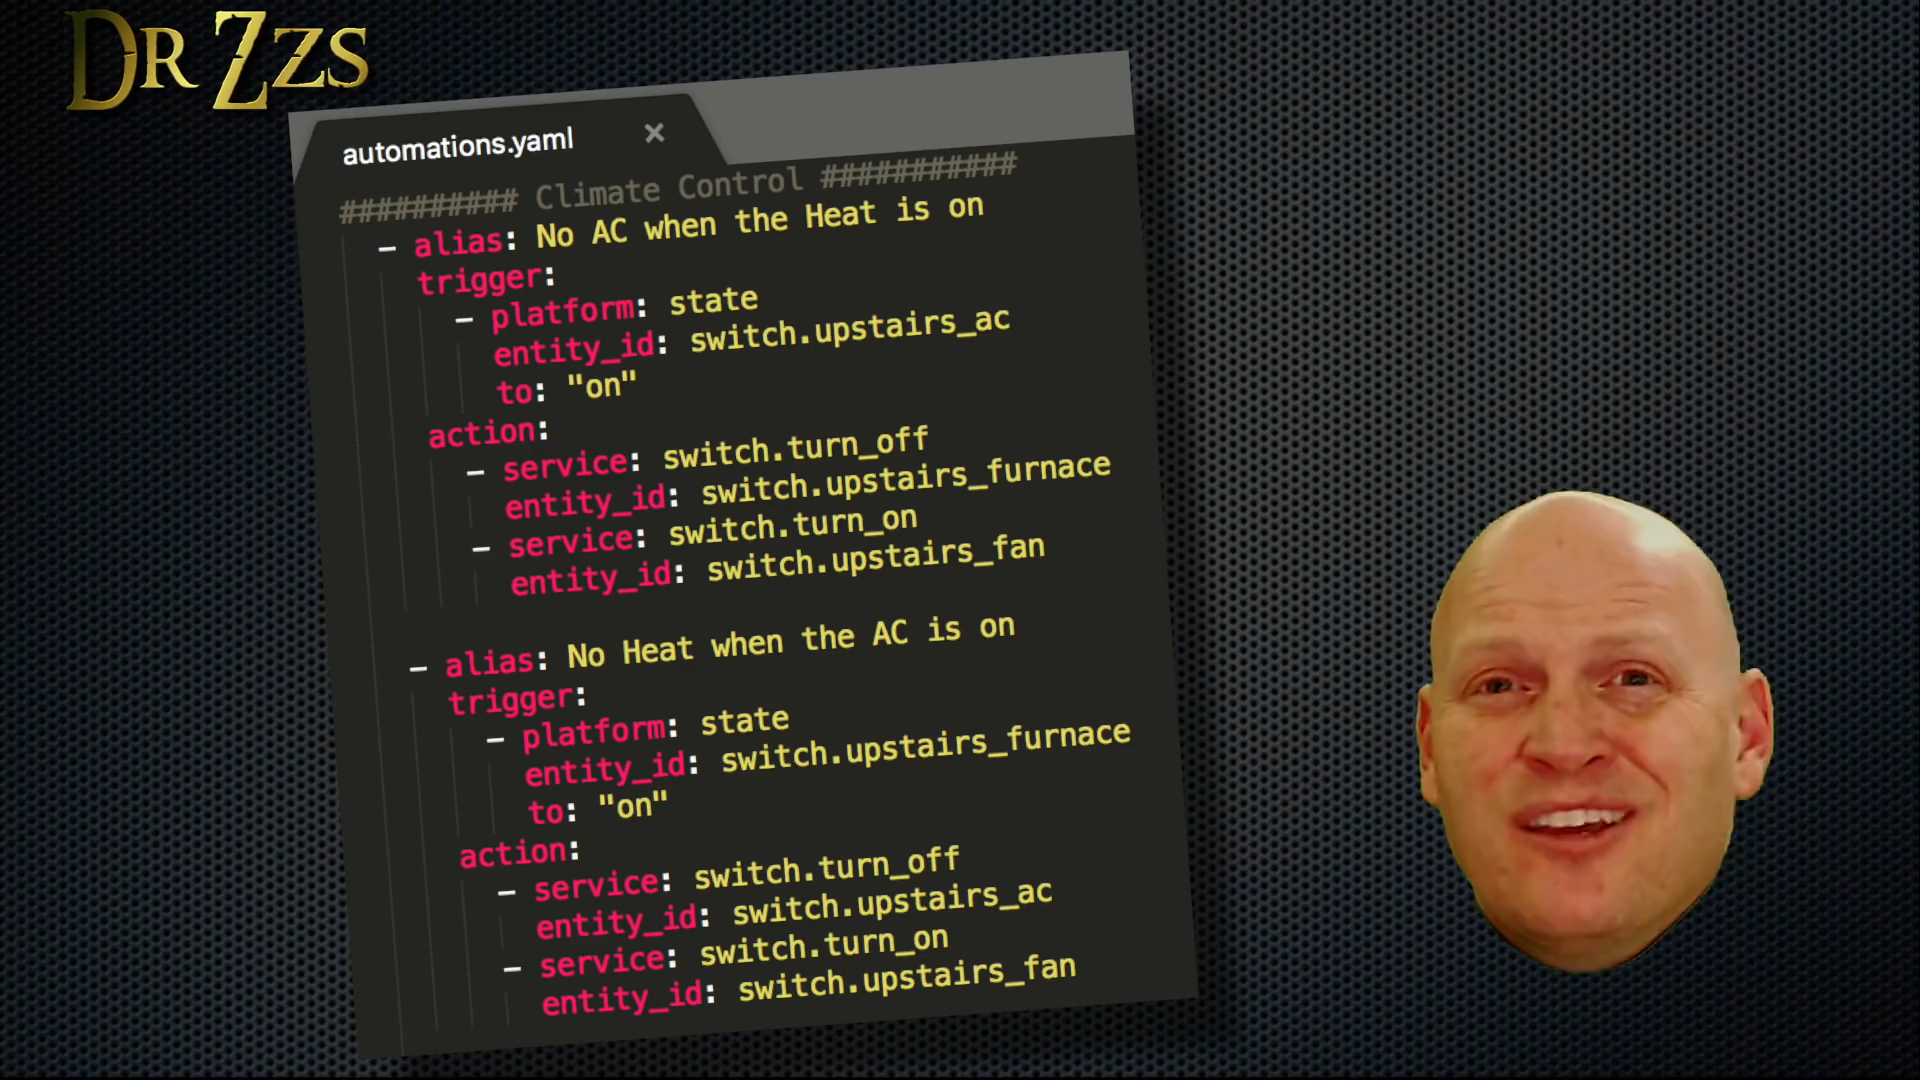 DR ZZS
automations.yaml ×
########## Climate Control ###########
- alias: No AC when the Heat is on
trigger:
- platform: state
entity_id: switch.upstairs_ac
to: "on"
action:
- service: switch.turn_off
entity_id: switch.upstairs_furnace
- service: switch.turn_on
entity_id: switch.upstairs_fan
- alias: No Heat when the AC is on
trigger:
- platform: state
entity_id: switch.upstairs_furnace
to: "on"
action:
- service: switch.turn_off
entity_id: switch.upstairs_ac
- service: switch.turn_on
entity_id: switch.upstairs_fan